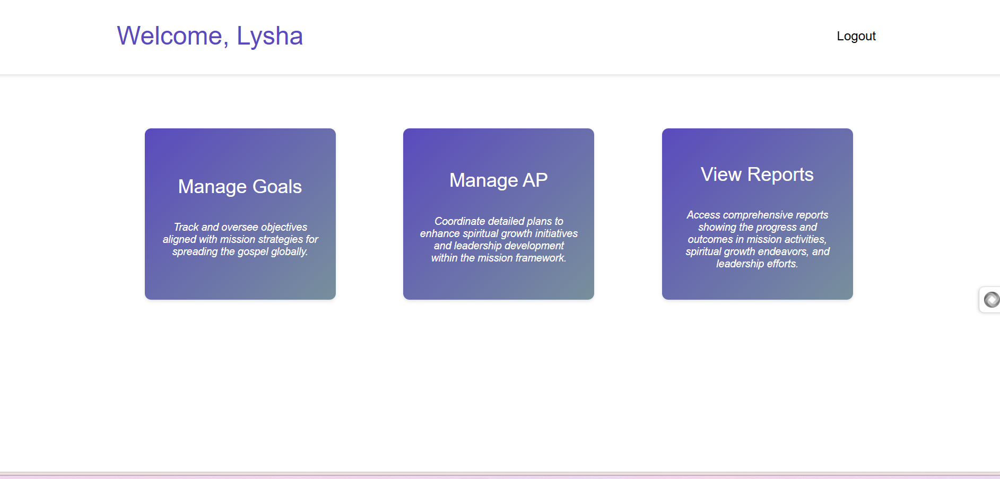 Welcome, Lysha
Logout
Manage Goals
Track and oversee objectives
aligned with mission strategies for
spreading the gospel globally.
Manage AP
Coordinate detailed plans to
enhance spiritual growth initiatives
and leadership development
within the mission framework.
View Reports
Access comprehensive reports
showing the progress and
outcomes in mission activities,
spiritual growth endeavors, and
leadership efforts.